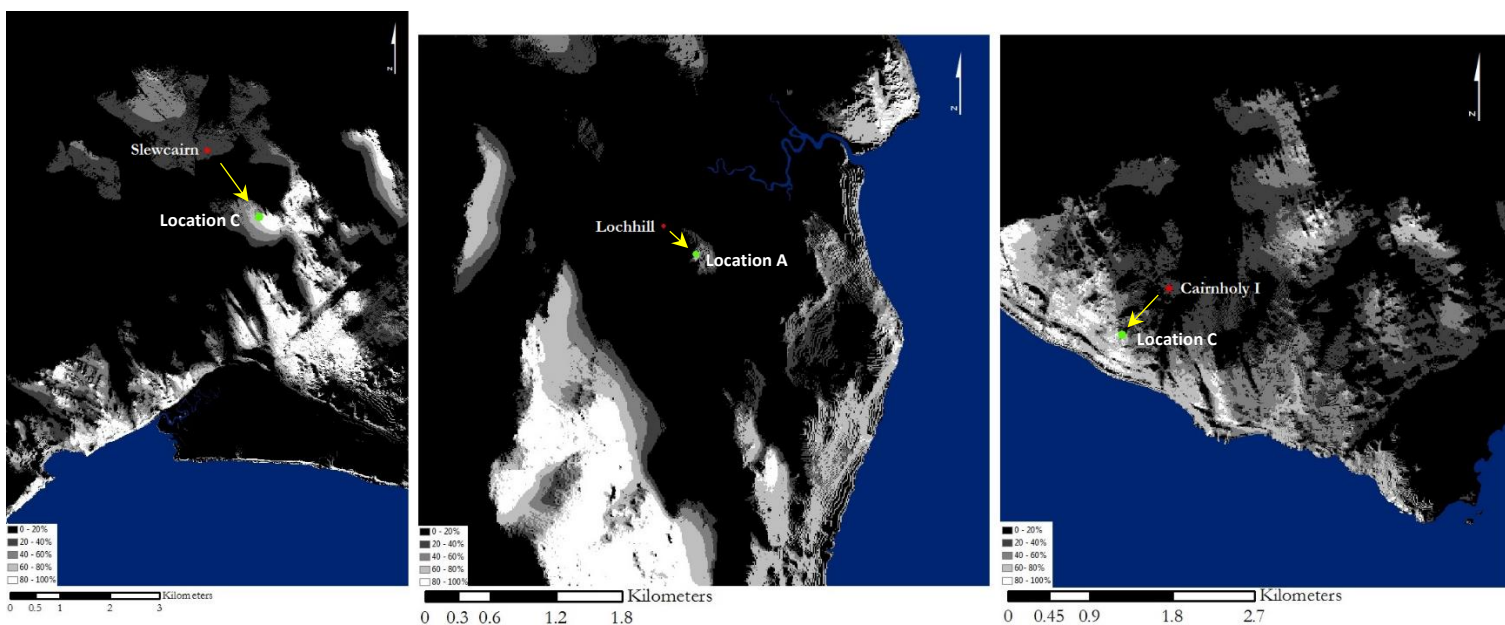 N
Slewcairn
Location C
0 - 20%
20 - 40%
40 - 60%
60 - 80%
80 - 100%
Kilometers
0 0.5 1 2 3
N
Lochhill
Location A
0 - 20%
20 - 40%
40 - 60%
60 - 80%
80 - 100%
Kilometers
0 0.3 0.6 1.2 1.8
N
Cairnholy I
Location C
0 - 20%
20 - 40%
40 - 60%
60 - 80%
80 - 100%
Kilometers
0 0.45 0.9 1.8 2.7